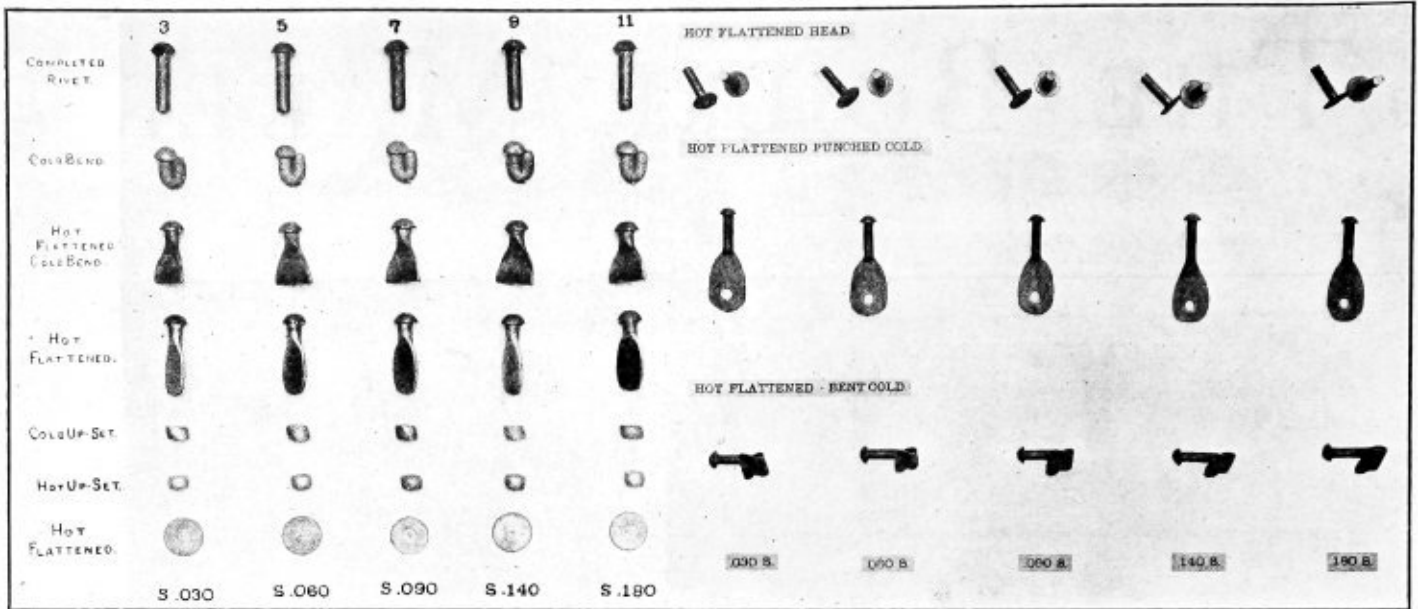 3 5 7 9 11
COMPLETED
RIVET.
COLD BEND.
HOT
FLATTENED
COLD BEND.
HOT
FLATTENED.
COLD UP-SET.
HOT UP-SET.
HOT
FLATTENED.
S .030 S .060 S .090 S .140 S .180
HOT FLATTENED HEAD
HOT FLATTENED PUNCHED COLD
HOT FLATTENED - BENT COLD
.030 S. .060 S. .090 S. .140 S. .180 S.